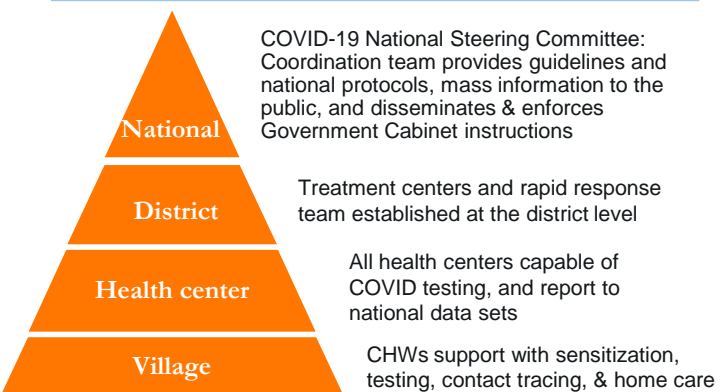 COVID-19 National Steering Committee:
Coordination team provides guidelines and
national protocols, mass information to the
public, and disseminates & enforces
Government Cabinet instructions
National
Treatment centers and rapid response
team established at the district level
District
All health centers capable of
COVID testing, and report to
national data sets
Health center
CHWs support with sensitization,
testing, contact tracing, & home care
Village